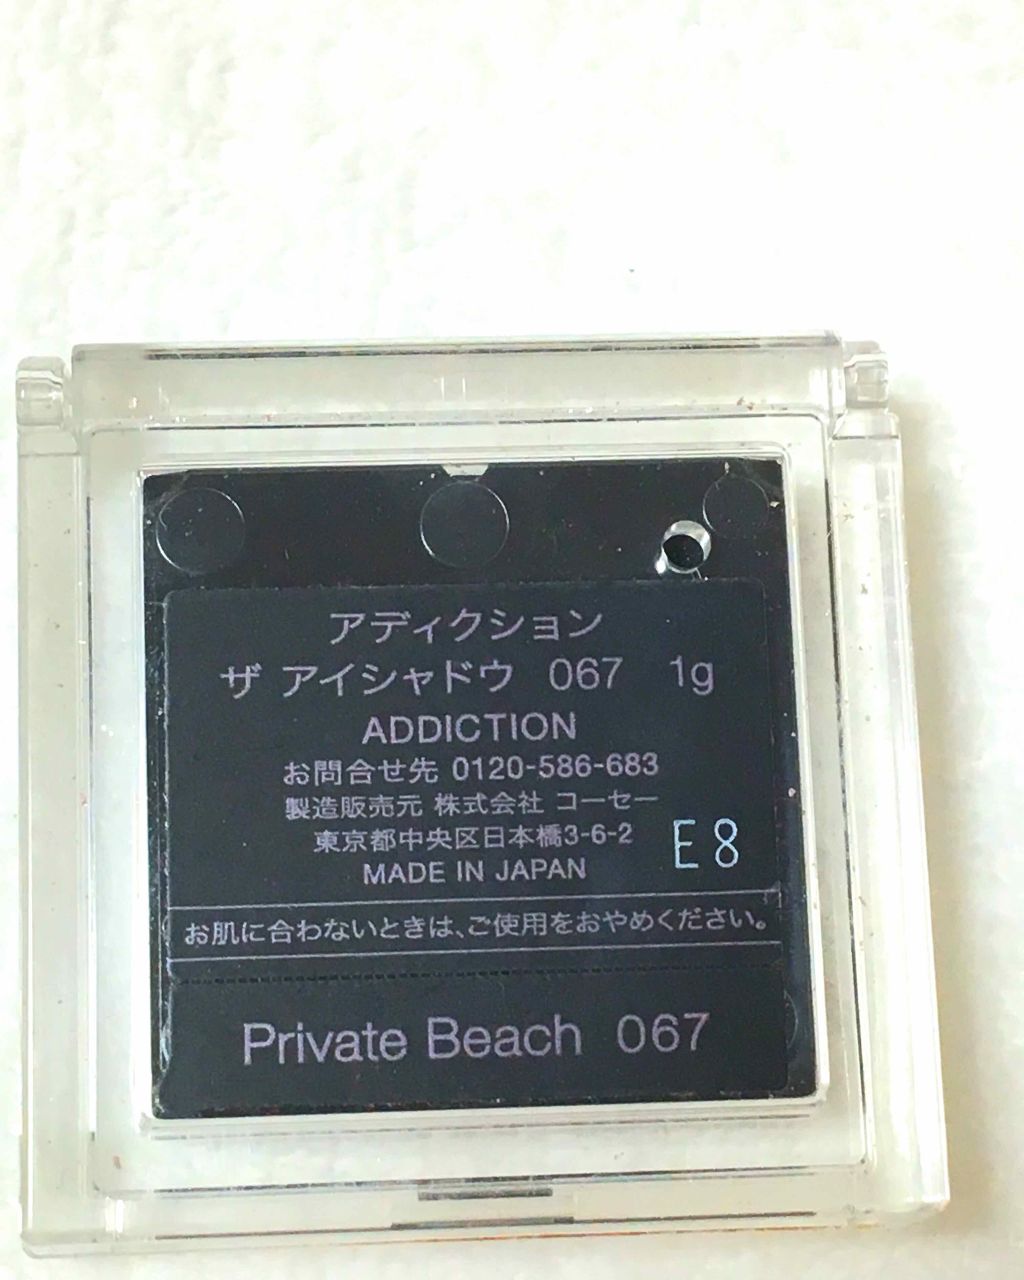 アディクション
ザ アイシャドウ 067 1g
ADDICTION
お問合せ先 0120-586-683
製造販売元 株式会社 コーセー
東京都中央区日本橋3-6-2
MADE IN JAPAN
E8
お肌に合わないときは、ご使用をおやめください。
Private Beach 067